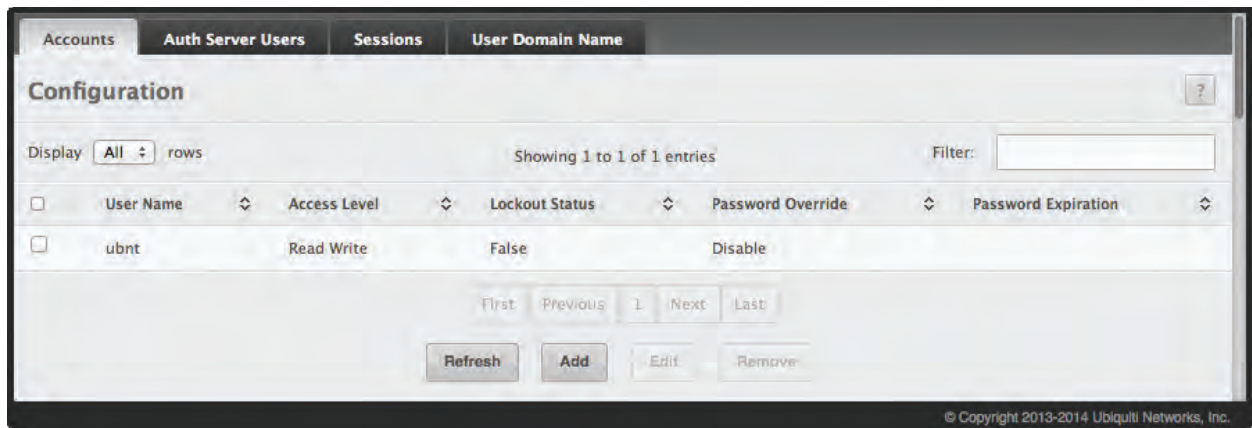 Accounts Auth Server Users Sessions User Domain Name
Configuration ?
Display All rows Showing 1 to 1 of 1 entries Filter:
User Name Access Level Lockout Status Password Override Password Expiration
ubnt Read Write False Disable
First Previous 1 Next Last
Refresh Add Edit Remove
© Copyright 2013-2014 Ubiquiti Networks, Inc.